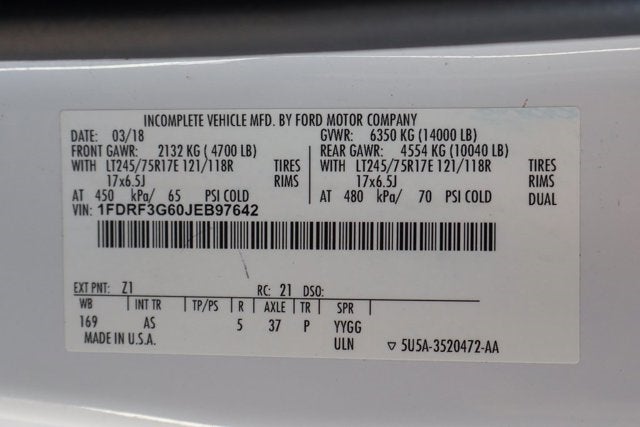 INCOMPLETE VEHICLE MFD. BY FORD MOTOR COMPANY
DATE: 03/18 GVWR: 6350 KG (14000 LB)
FRONT GAWR: 2132 KG ( 4700 LB) REAR GAWR: 4554 KG (10040 LB)
WITH LT245/75R17E 121/118R TIRES WITH LT245/75R17E 121/118R TIRES
17x6.5J RIMS 17x6.5J RIMS
AT 450 kPa/ 65 PSI COLD AT 480 kPa/ 70 PSI COLD DUAL
VIN: 1FDRF3G60JEB97642
EXT PNT: Z1 RC: 21 DSO:
WB INT TR TP/PS R AXLE TR SPR
169 AS 5 37 P YYGG
MADE IN U.S.A. ULN ▽ 5U5A-3520472-AA